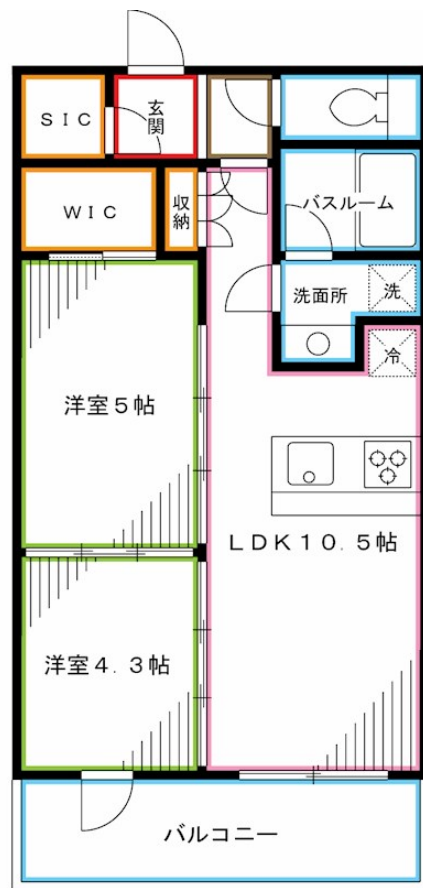 SIC
玄関
WIC
収納
バスルーム
洗面所
洗
冷
洋室5帖
LDK10.5帖
洋室4.3帖
バルコニー